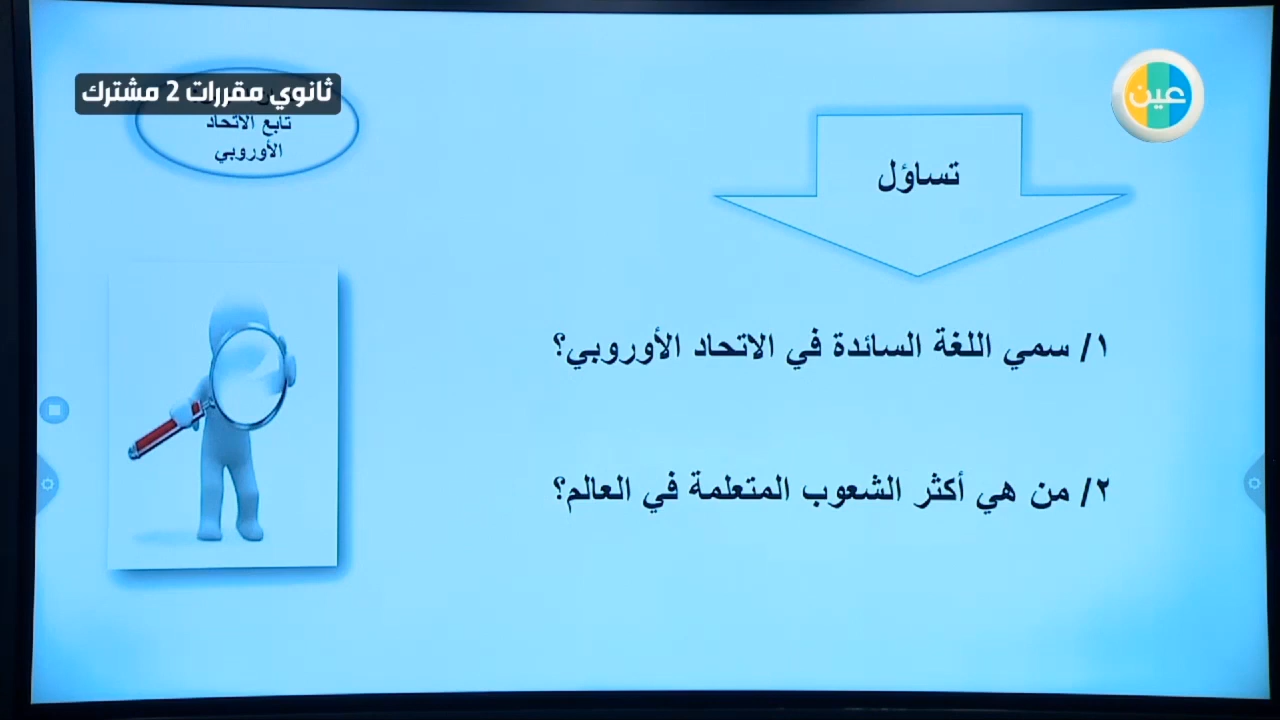 ثانوي مقررات 2 مشترك
عين
تابع الاتحاد
الأوروبي
تساؤل
١/ سمي اللغة السائدة في الاتحاد الأوروبي؟
٢/ من هي أكثر الشعوب المتعلمة في العالم؟